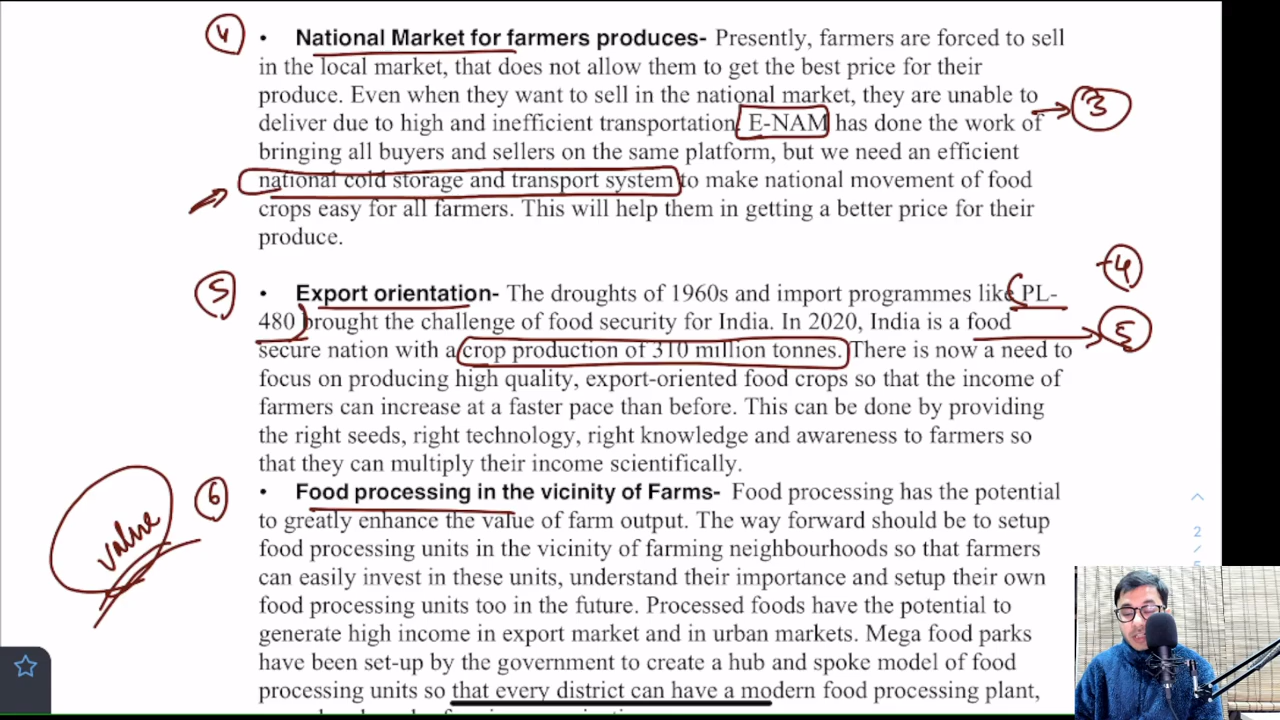 4 • National Market for farmers produces- Presently, farmers are forced to sell
in the local market, that does not allow them to get the best price for their
produce. Even when they want to sell in the national market, they are unable to
deliver due to high and inefficient transportation. E-NAM has done the work of → 3
bringing all buyers and sellers on the same platform, but we need an efficient
national cold storage and transport system to make national movement of food
crops easy for all farmers. This will help them in getting a better price for their
produce.
4
5 • Export orientation- The droughts of 1960s and import programmes like PL-
480 brought the challenge of food security for India. In 2020, India is a food → 5
secure nation with a crop production of 310 million tonnes. There is now a need to
focus on producing high quality, export-oriented food crops so that the income of
farmers can increase at a faster pace than before. This can be done by providing
the right seeds, right technology, right knowledge and awareness to farmers so
that they can multiply their income scientifically.
6 • Food processing in the vicinity of Farms- Food processing has the potential
to greatly enhance the value of farm output. The way forward should be to setup
value
food processing units in the vicinity of farming neighbourhoods so that farmers
can easily invest in these units, understand their importance and setup their own
food processing units too in the future. Processed foods have the potential to
generate high income in export market and in urban markets. Mega food parks
have been set-up by the government to create a hub and spoke model of food
processing units so that every district can have a modern food processing plant,
2
/